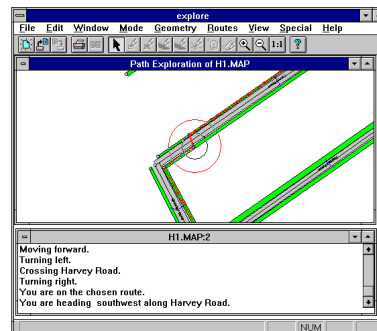 explore
File Edit Window Mode Geometry Routes View Special Help
1:1 ?
Path Exploration of H1.MAP
H1.MAP:2
Moving forward.
Turning left.
Crossing Harvey Road.
Turning right.
You are on the chosen route.
You are heading southwest along Harvey Road.
NUM